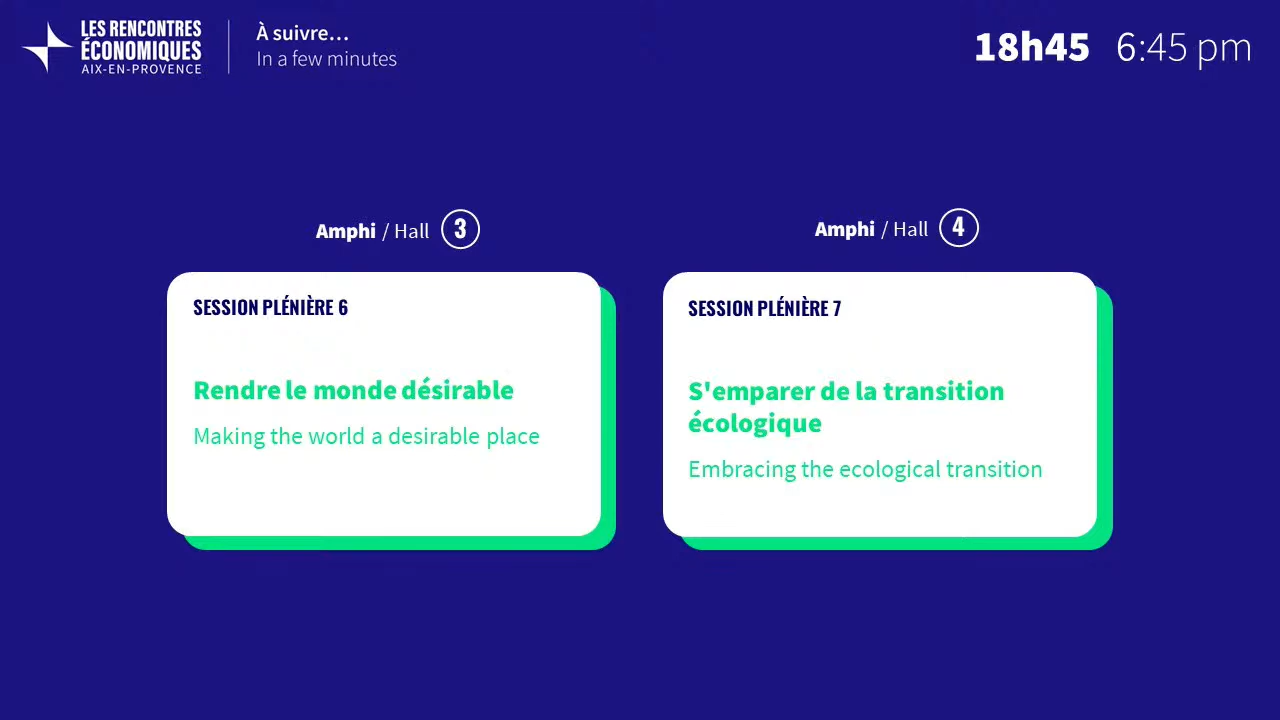 LES RENCONTRES
ÉCONOMIQUES
AIX-EN-PROVENCE
À suivre...
In a few minutes
18h45 6:45 pm
Amphi / Hall 3
SESSION PLÉNIÈRE 6
Rendre le monde désirable
Making the world a desirable place
Amphi / Hall 4
SESSION PLÉNIÈRE 7
S'emparer de la transition
écologique
Embracing the ecological transition